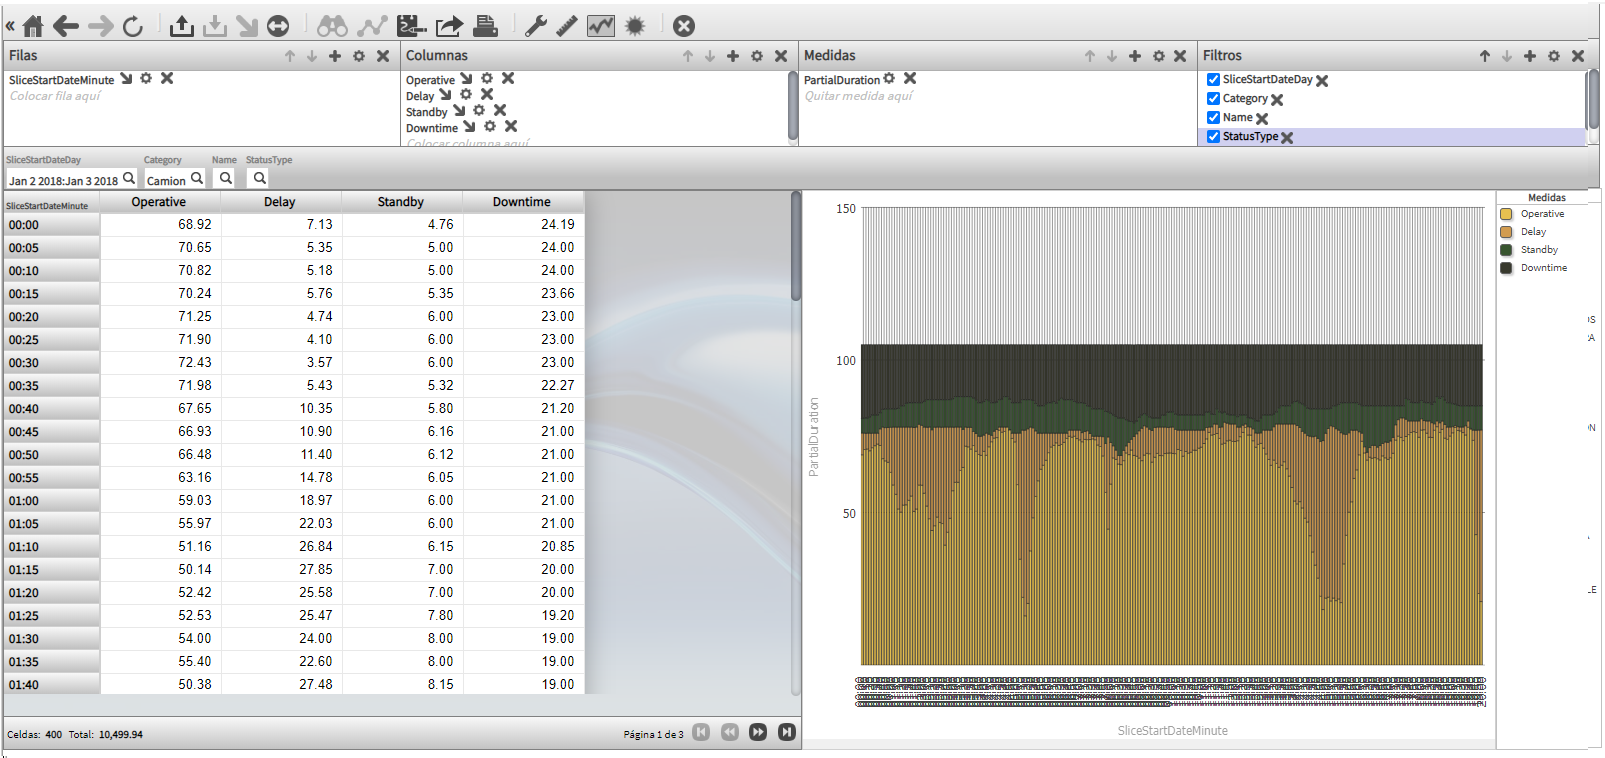 «
Filas
Columnas
Medidas
Filtros
SliceStartDateMinute
Colocar fila aquí
Operative
Delay
Standby
Downtime
Colocar columna aquí
PartialDuration
Quitar medida aquí
SliceStartDateDay
Category
Name
StatusType
SliceStartDateDay Category Name StatusType
Jan 2 2018:Jan 3 2018 Camion
SliceStartDateMinute Operative Delay Standby Downtime
00:00 68.92 7.13 4.76 24.19
00:05 70.65 5.35 5.00 24.00
00:10 70.82 5.18 5.00 24.00
00:15 70.24 5.76 5.35 23.66
00:20 71.25 4.74 6.00 23.00
00:25 71.90 4.10 6.00 23.00
00:30 72.43 3.57 6.00 23.00
00:35 71.98 5.43 5.32 22.27
00:40 67.65 10.35 5.80 21.20
00:45 66.93 10.90 6.16 21.00
00:50 66.48 11.40 6.12 21.00
00:55 63.16 14.78 6.05 21.00
01:00 59.03 18.97 6.00 21.00
01:05 55.97 22.03 6.00 21.00
01:10 51.16 26.84 6.15 20.85
01:15 50.14 27.85 7.00 20.00
01:20 52.42 25.58 7.00 20.00
01:25 52.53 25.47 7.80 19.20
01:30 54.00 24.00 8.00 19.00
01:35 55.40 22.60 8.00 19.00
01:40 50.38 27.48 8.15 19.00
Celdas: 400 Total: 10,499.94
Página 1 de 3
150
100
50
PartialDuration
SliceStartDateMinute
Medidas
Operative
Delay
Standby
Downtime